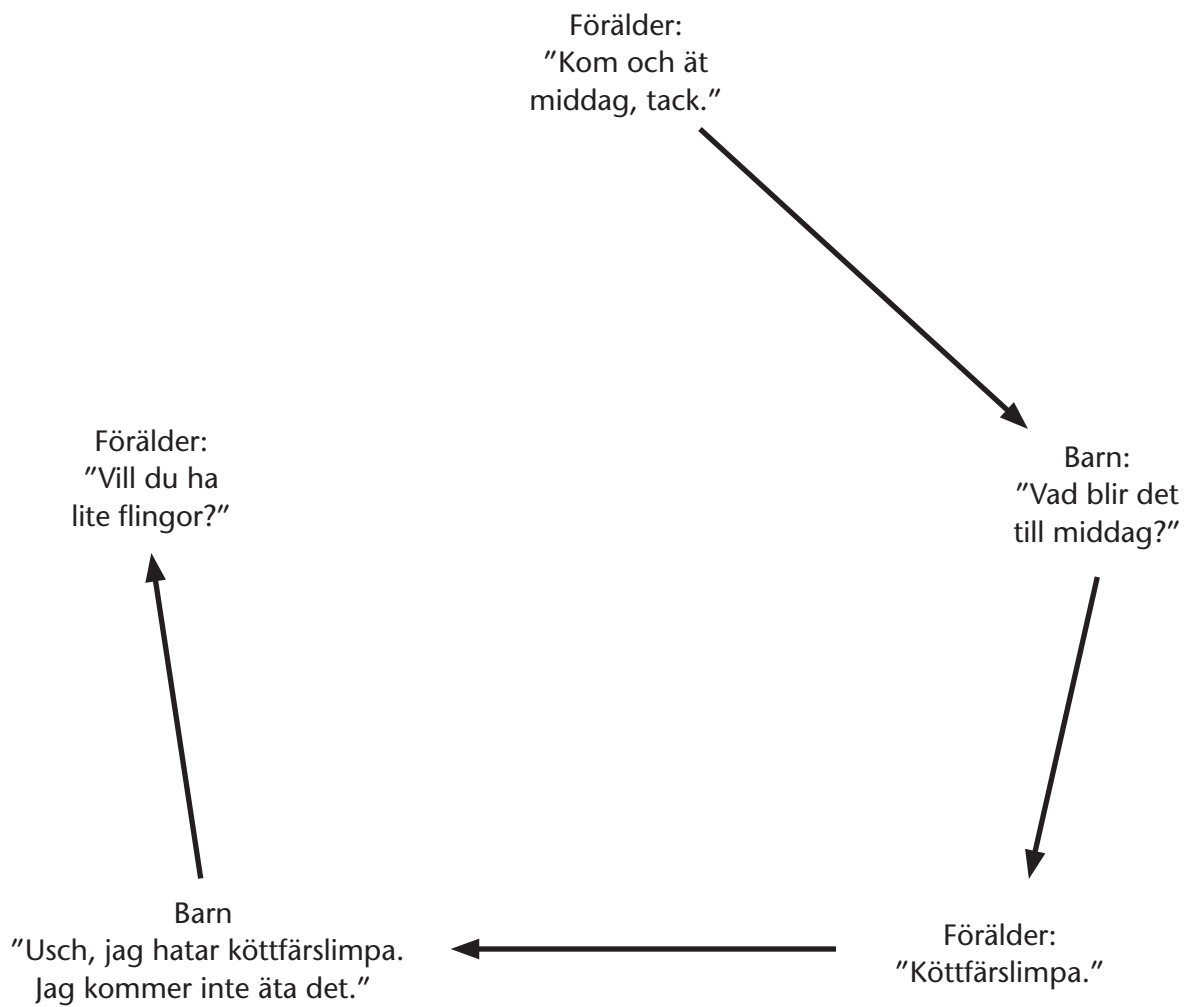 Förälder:
”Kom och ät
middag, tack.”
Barn:
”Vad blir det
till middag?”
Förälder:
”Köttfärslimpa.”
Barn
”Usch, jag hatar köttfärslimpa.
Jag kommer inte äta det.”
Förälder:
”Vill du ha
lite flingor?”